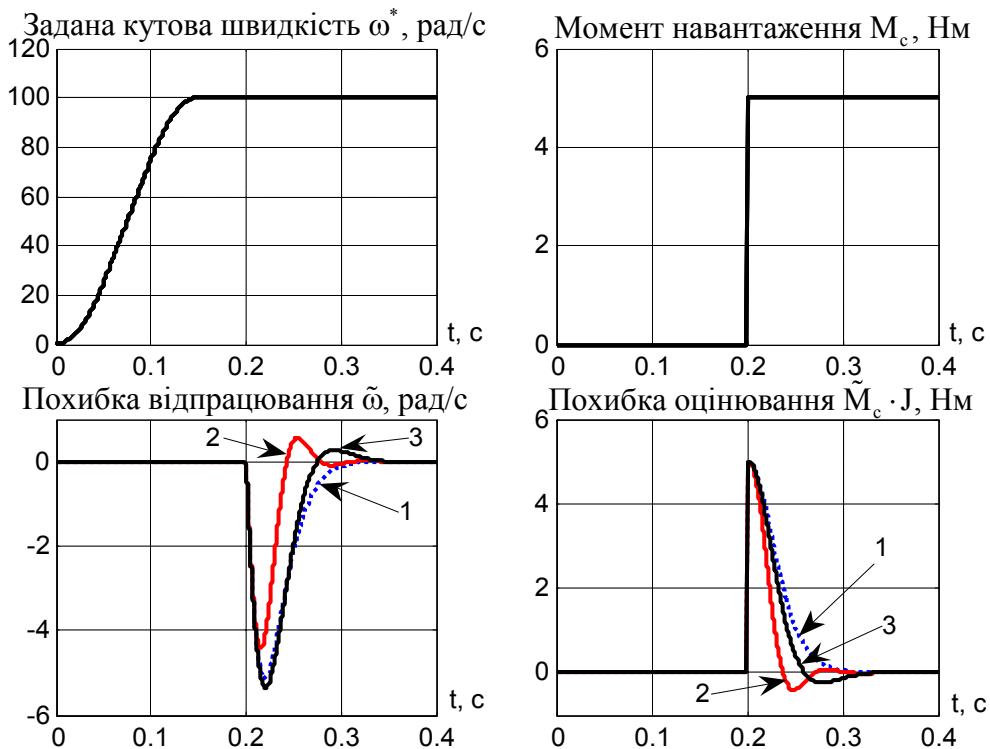 Задана кутова швидкість ω*, рад/с
120
100
80
60
40
20
0
t, с
0 0.1 0.2 0.3 0.4
Момент навантаження Mс, Нм
6
4
2
0
t, с
0 0.1 0.2 0.3 0.4
Похибка відпрацювання ω̃, рад/с
2
3
1
0
-2
-4
-6
t, с
0 0.1 0.2 0.3 0.4
Похибка оцінювання M̃с · J, Нм
6
4
2
0
-2
1
3
2
t, с
0 0.1 0.2 0.3 0.4